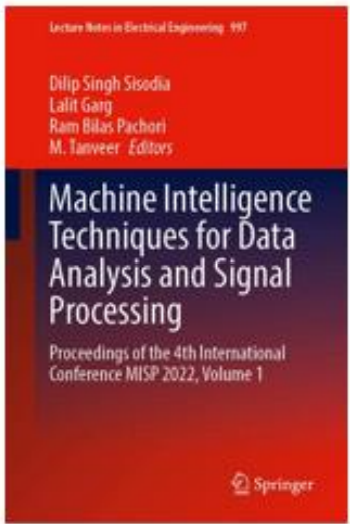 Lecture Notes in Electrical Engineering 997
Dilip Singh Sisodia
Lalit Garg
Ram Bilas Pachori
M. Tanveer Editors
Machine Intelligence
Techniques for Data
Analysis and Signal
Processing
Proceedings of the 4th International
Conference MISP 2022, Volume 1
Springer